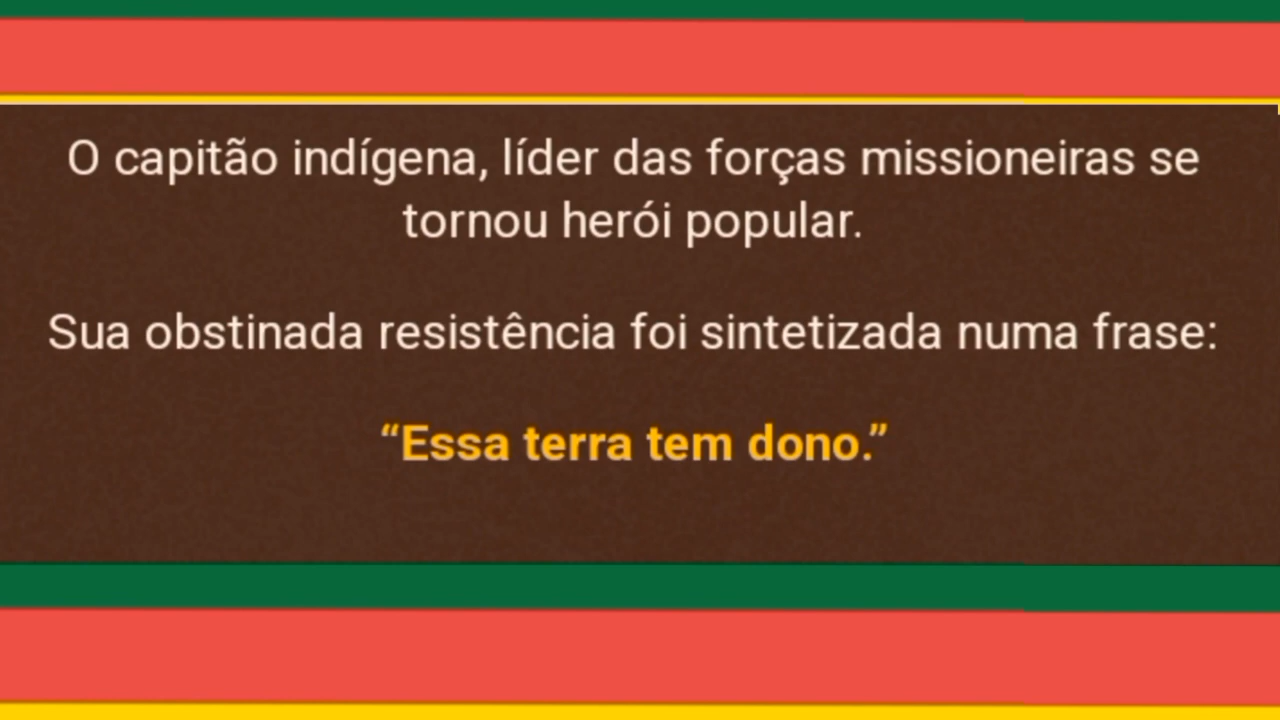 O capitão indígena, líder das forças missioneiras se
tornou herói popular.
Sua obstinada resistência foi sintetizada numa frase:
“Essa terra tem dono.”